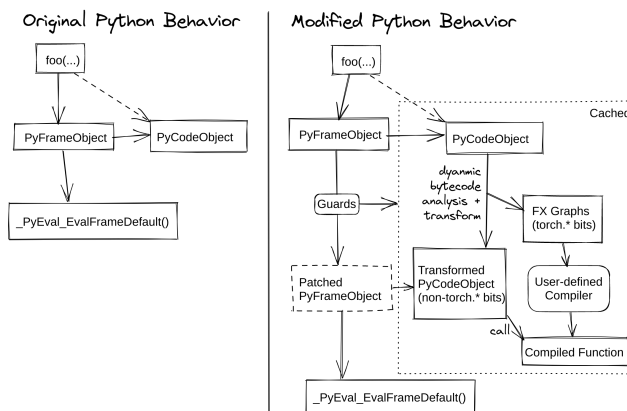 Original Python Behavior
foo(...)
PyFrameObject
PyCodeObject
_PyEval_EvalFrameDefault()
Modified Python Behavior
foo(...)
Cached
PyFrameObject
PyCodeObject
dyanmic
bytecode
analysis +
transform
Guards
FX Graphs
(torch.* bits)
Patched
PyFrameObject
Transformed
PyCodeObject
(non-torch.* bits)
User-defined
Compiler
call
Compiled Function
_PyEval_EvalFrameDefault()